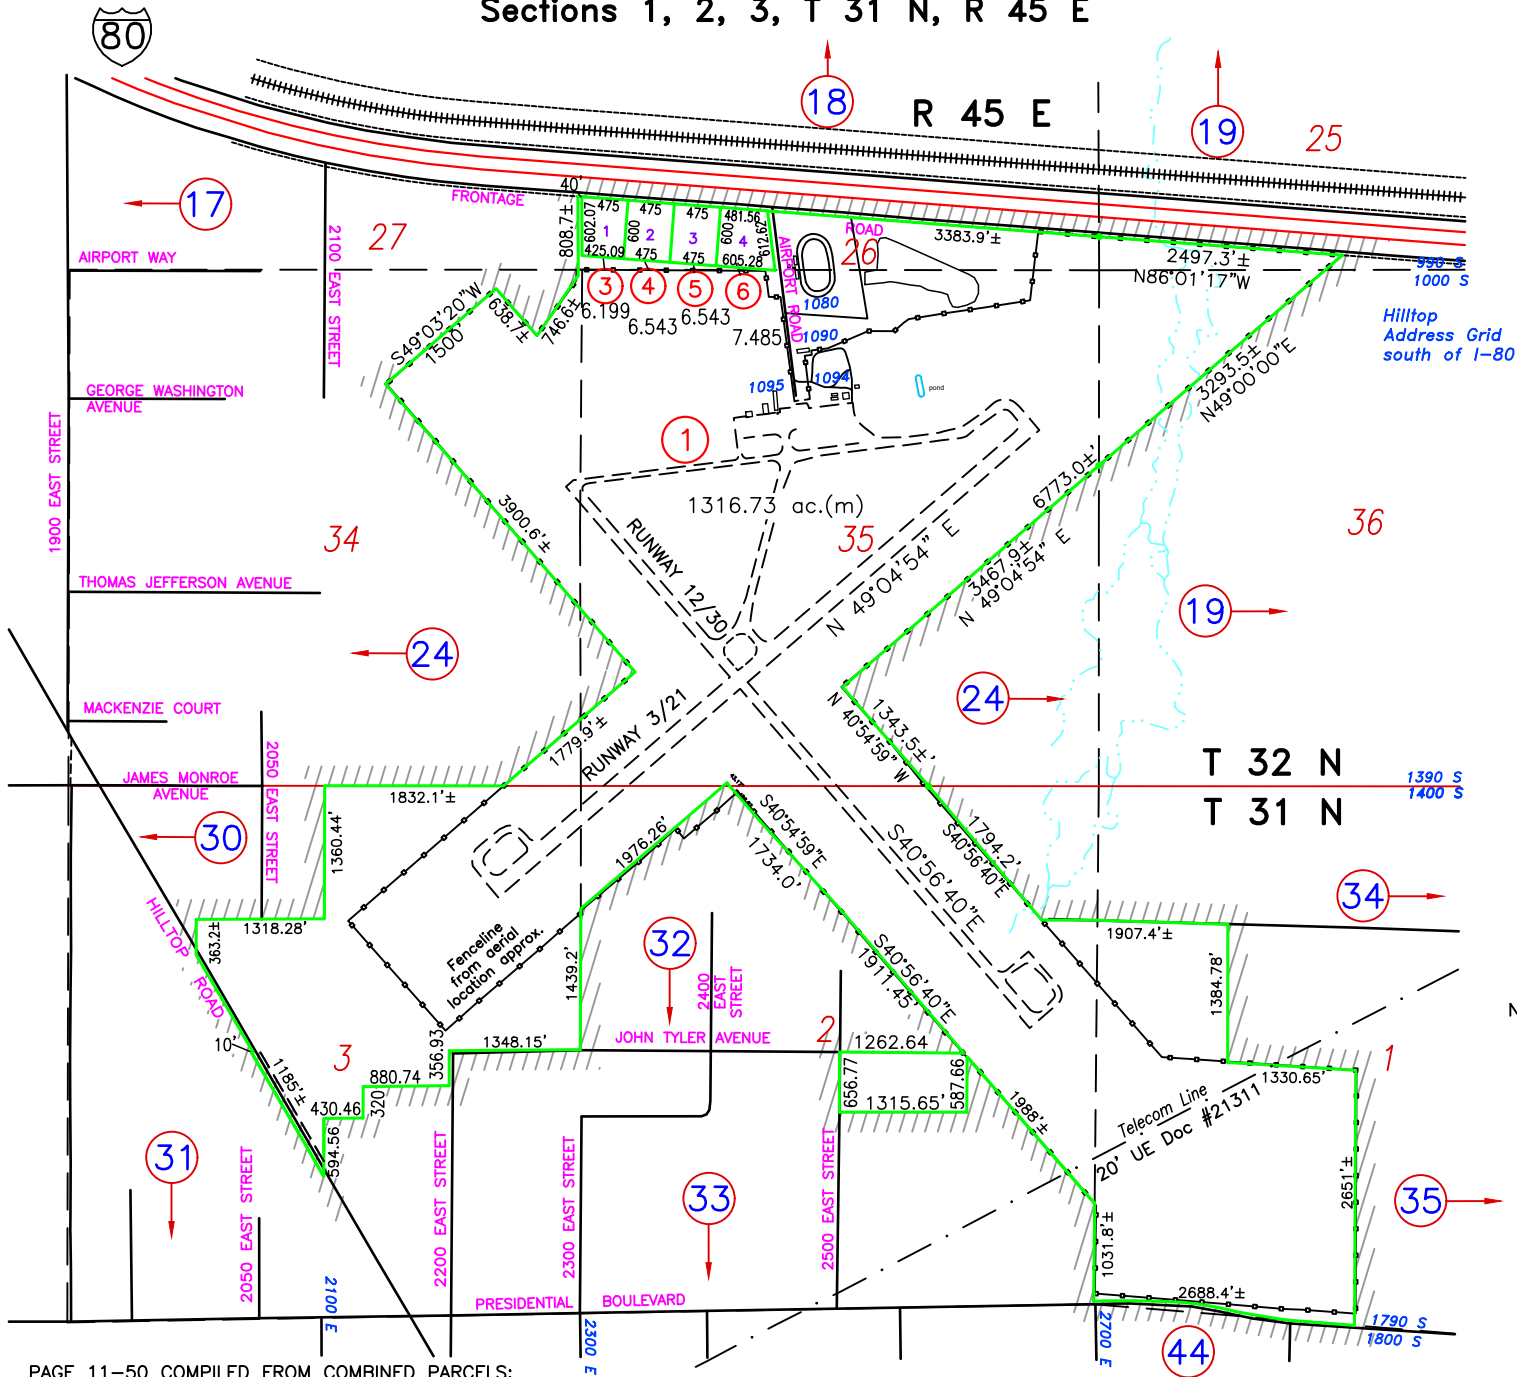 Sections 1, 2, 3, T 31 N, R 45 E
80
18
R 45 E
19
25
17
FRONTAGE
40'
27
2100 EAST STREET
AIRPORT WAY
808.7'±
602.07
475
475
475
481.56
1
2
3
4
600
600
612.67
425.09
475
475
605.28
AIRPORT ROAD
ROAD
26
3383.9'±
2497.3'±
N86°01'17"W
990 S
1000 S
3
4
5
6
6.199
6.543
6.543
7.485
1080
1090
1095
1094
pond
Hilltop
Address Grid
south of I-80
S49°03'20"W
1500'
638.7±
746.6±
GEORGE WASHINGTON
AVENUE
1900 EAST STREET
3293.5±
N49°00'00"E
1
1316.73 ac.(m)
3900.6'±
34
35
36
6773.0±'
RUNWAY 12/30
N 49°04'54" E
3467.9±
N 49°04'54" E
THOMAS JEFFERSON AVENUE
19
24
24
MACKENZIE COURT
1779.9'±
RUNWAY 3/21
1343.5±'
N 40°54'59" W
2050 EAST STREET
JAMES MONROE
AVENUE
1832.1'±
T 32 N
T 31 N
1390 S
1400 S
30
1360.44'
1976.26'
S40°54'59"E
1734.0'
S40°56'40"E
1794.2'
S40°56'40"E
34
HILLTOP ROAD
363.2±
1318.28'
Fenceline
from aerial
location approx.
1439.2'
32
2400
EAST
STREET
S40°56'40"E
1911.45'
1907.4'±
1384.78'
N
10'
1185'±
3
356.93
1348.15'
JOHN TYLER AVENUE
2
1262.64
656.77
587.66
1315.65'
880.74
430.46
320
594.56
1988'±
1330.65'
1
Telecom Line
20' UE Doc #21311
31
2050 EAST STREET
2200 EAST STREET
2300 EAST STREET
33
2500 EAST STREET
2651'±
35
1031.8'±
2688.4'±
2100 E
PRESIDENTIAL BOULEVARD
2300 E
2700 E
44
1790 S
1800 S
PAGE 11-50 COMPILED FROM COMBINED PARCELS: